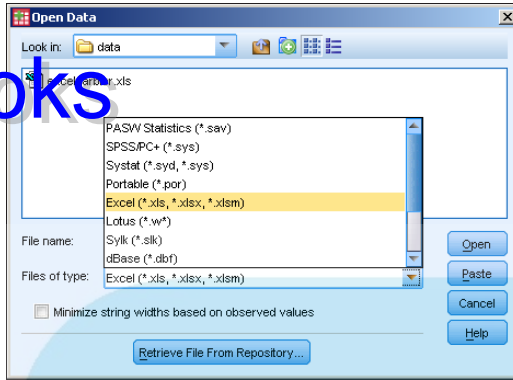 Open Data
Look in: data
.xls
PASW Statistics (*.sav)
SPSS/PC+ (*.sys)
Systat (*.syd, *.sys)
Portable (*.por)
Excel (*.xls, *.xlsx, *.xlsm)
Lotus (*.w*)
Sylk (*.slk)
dBase (*.dbf)
File name:
Files of type: Excel (*.xls, *.xlsx, *.xlsm)
Minimize string widths based on observed values
Open
Paste
Cancel
Help
Retrieve File From Repository...